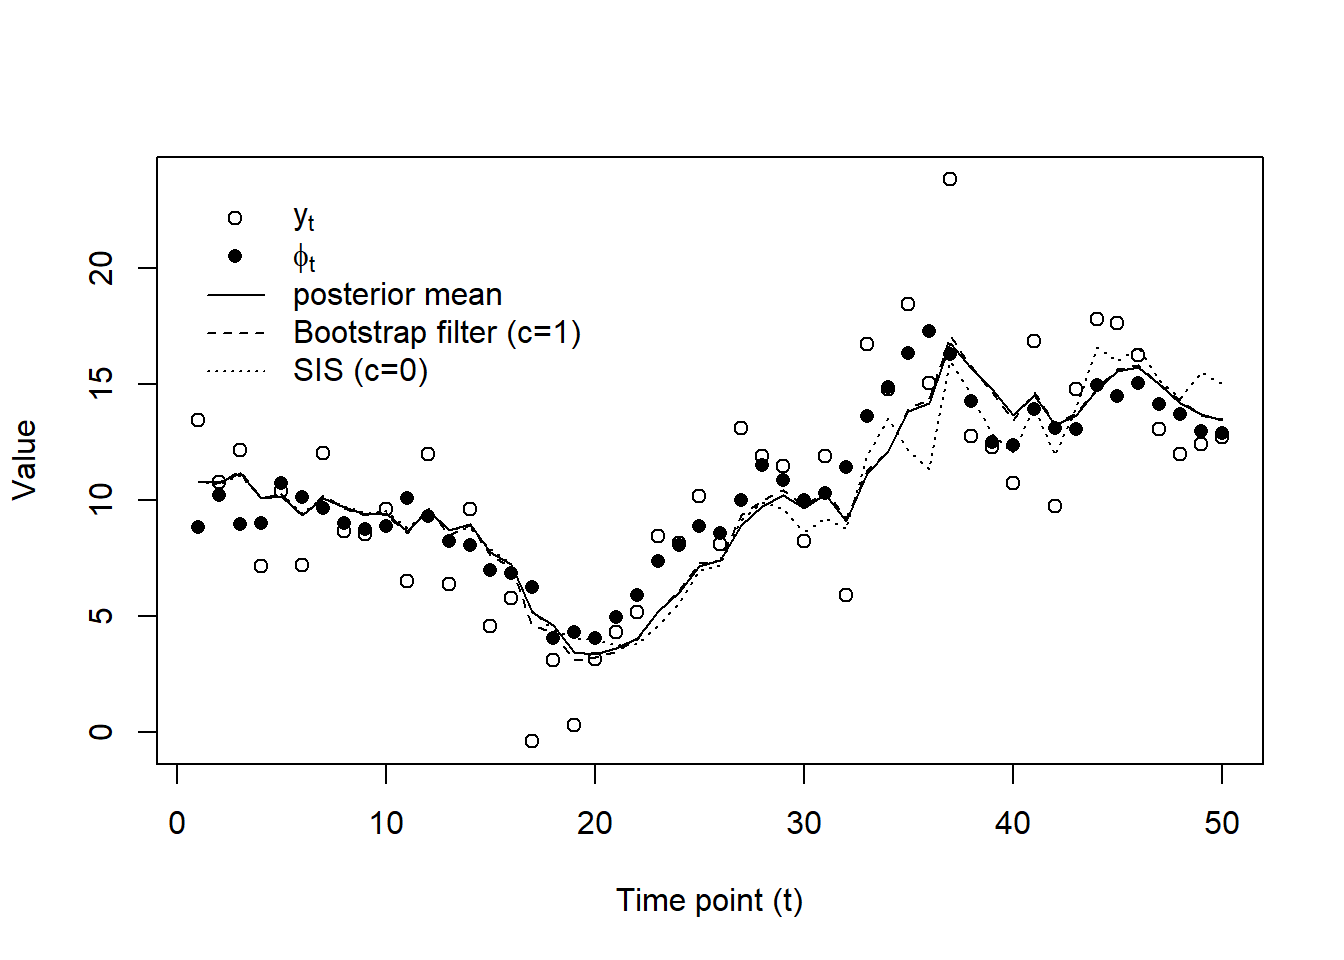 y_t
ϕ_t
posterior mean
Bootstrap filter (c=1)
SIS (c=0)
Value
20
15
10
5
0
0 10 20 30 40 50
Time point (t)